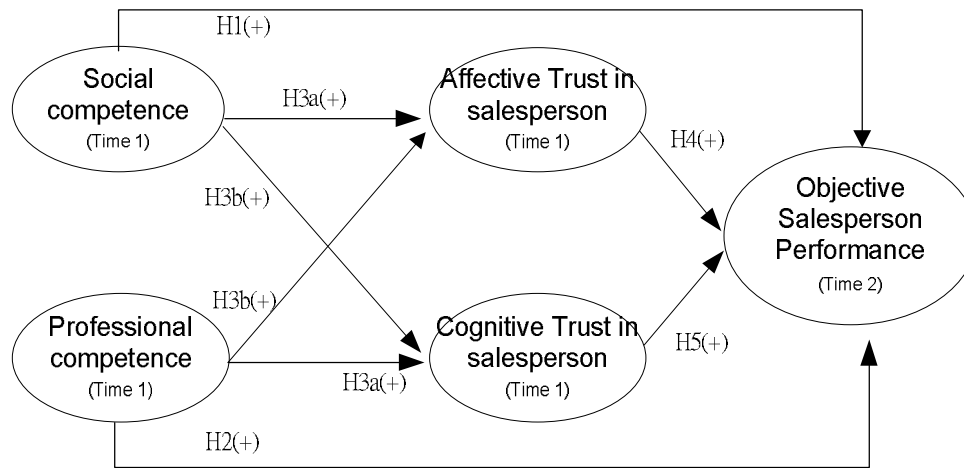 H1(+)
Social
competence
(Time 1)
H3a(+)
Affective Trust in
salesperson
(Time 1)
H4(+)
H3b(+)
Objective
Salesperson
Performance
(Time 2)
H3b(+)
Professional
competence
(Time 1)
H3a(+)
Cognitive Trust in
salesperson
(Time 1)
H5(+)
H2(+)